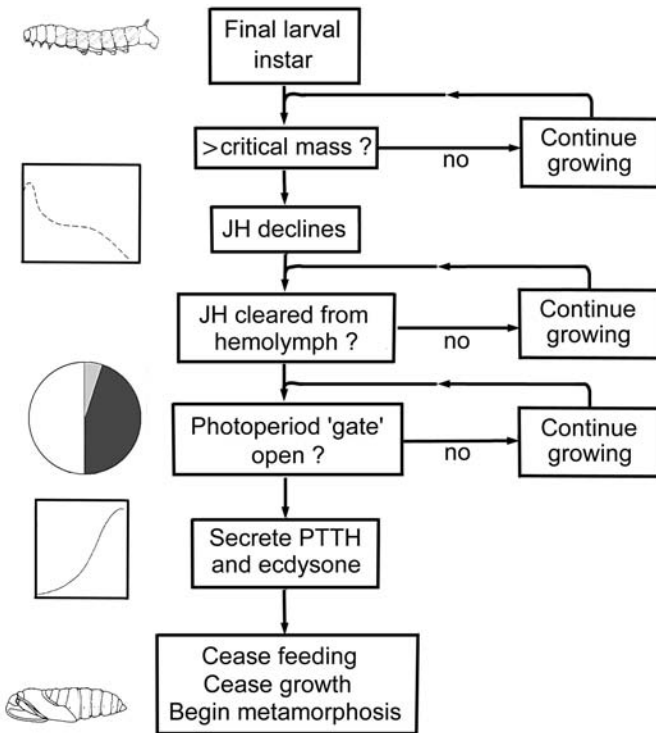 Final larval
instar
>critical mass ?
no
Continue
growing
JH declines
JH cleared from
hemolymph ?
no
Continue
growing
Photoperiod 'gate'
open ?
no
Continue
growing
Secrete PTTH
and ecdysone
Cease feeding
Cease growth
Begin metamorphosis